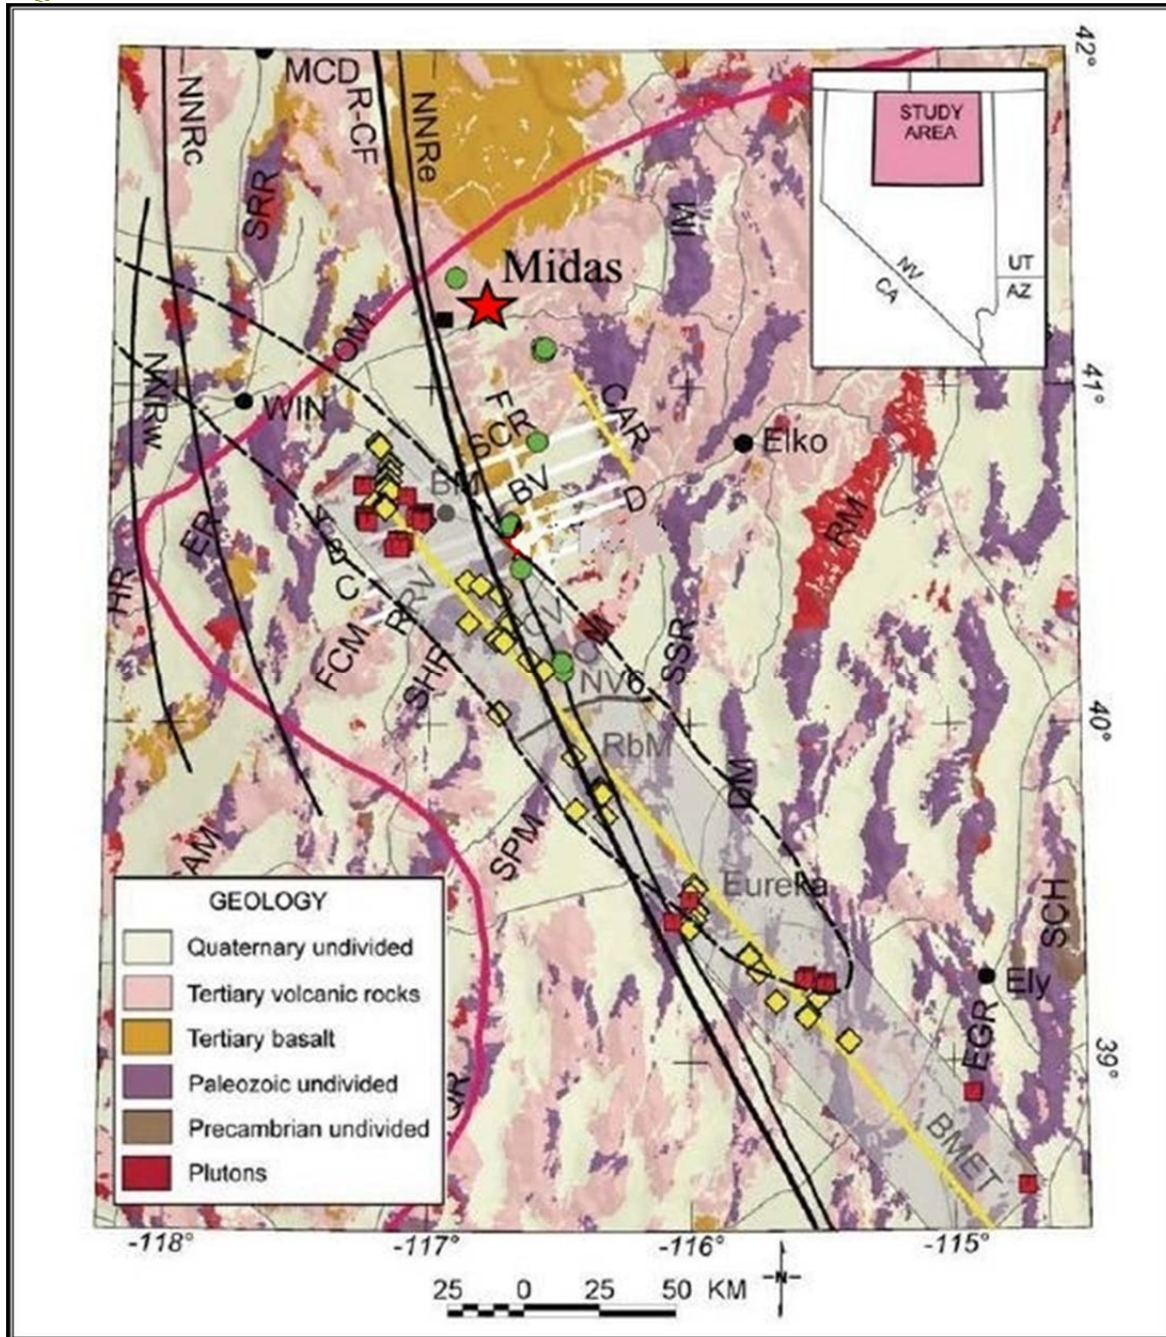 42°
MCD
NNRc
R-CF
NNRe
STUDY
AREA
SRR
IM
NV
CA
UT
AZ
Midas
OM
41°
NNRw
WIN
CAR
F
SCR
Elko
BM
BV
D
RM
ER
HR
C
RV
CV
FCM
SHR
SSR
NV6
40°
RbM
DM
SPM
AM
Eureka
SCH
Ely
EGR
39°
BMET
GEOLOGY
Quaternary undivided
Tertiary volcanic rocks
Tertiary basalt
Paleozoic undivided
Precambrian undivided
Plutons
-118°
-117°
-116°
-115°
25 0 25 50 KM
N